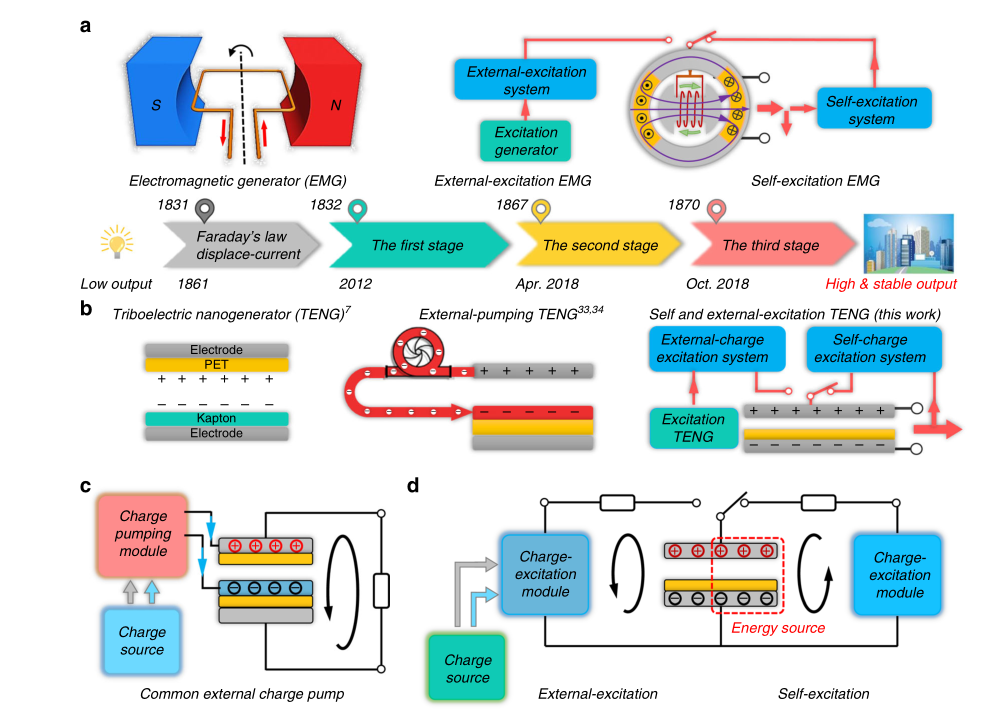 a
S
N
Electromagnetic generator (EMG)
External-excitation
system
Excitation
generator
External-excitation EMG
Self-excitation
system
Self-excitation EMG
1831
1832
1867
1870
Faraday's law
displace-current
The first stage
The second stage
The third stage
Low output
1861
2012
Apr. 2018
Oct. 2018
High & stable output
b
Triboelectric nanogenerator (TENG)7
Electrode
PET
+ + + + + +
– – – – – –
Kapton
Electrode
External-pumping TENG33,34
+ + + + +
– – – – –
Self and external-excitation TENG (this work)
External-charge
excitation system
Self-charge
excitation system
Excitation
TENG
+ + + + + + +
– – – – – – –
c
Charge
pumping
module
Charge
source
+ + + +
– – – –
Common external charge pump
d
Charge-
excitation
module
Charge
source
+ + + + +
– – – – –
Energy source
Charge-
excitation
module
External-excitation
Self-excitation